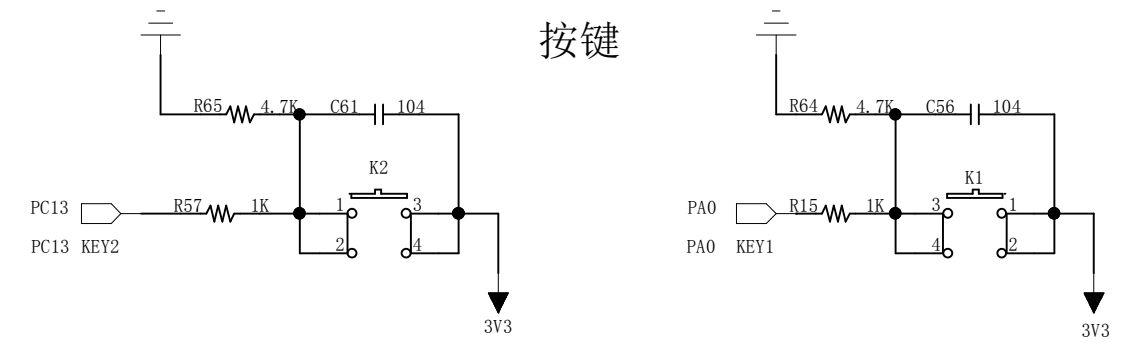 按键
R65 4.7K C61 104
R64 4.7K C56 104
K2
K1
PC13 R57 1K 1 3
PA0 R15 1K 3 1
PC13 KEY2 2 4
PA0 KEY1 4 2
3V3
3V3